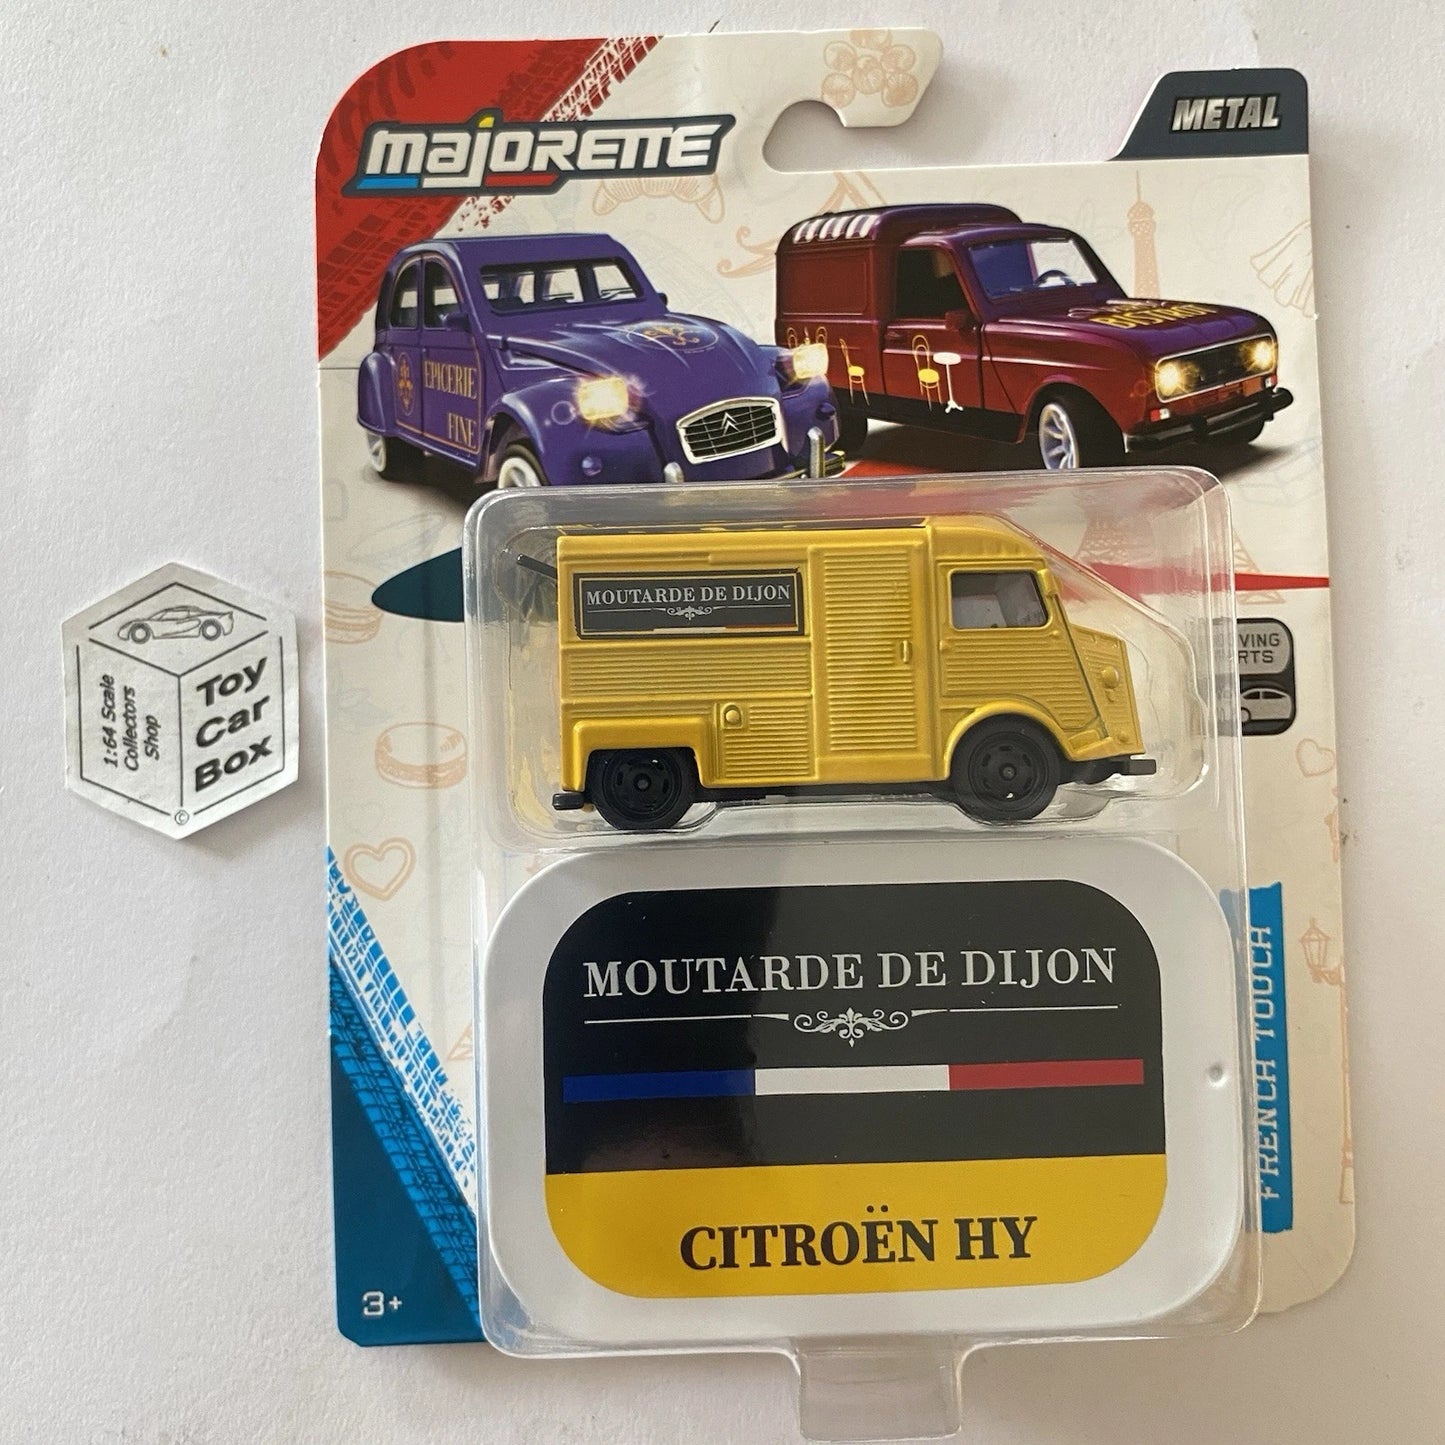 majORETTE
METAL
EPICERIE
FINE
BISTROT
MOUTARDE DE DIJON
1:64 Scale
Collectors
Shop
Toy
Car
Box
©
MOUTARDE DE DIJON
CITROËN HY
FRENCH TOUCH
3+